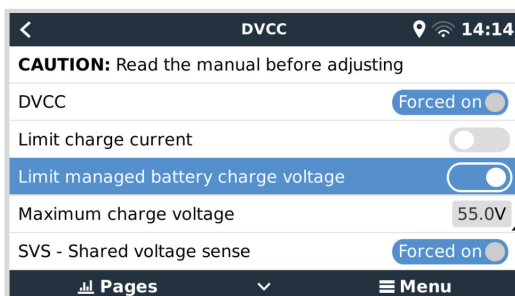 DVCC 14:14
CAUTION: Read the manual before adjusting
DVCC Forced on
Limit charge current
Limit managed battery charge voltage
Maximum charge voltage 55.0V
SVS - Shared voltage sense Forced on
Pages Menu